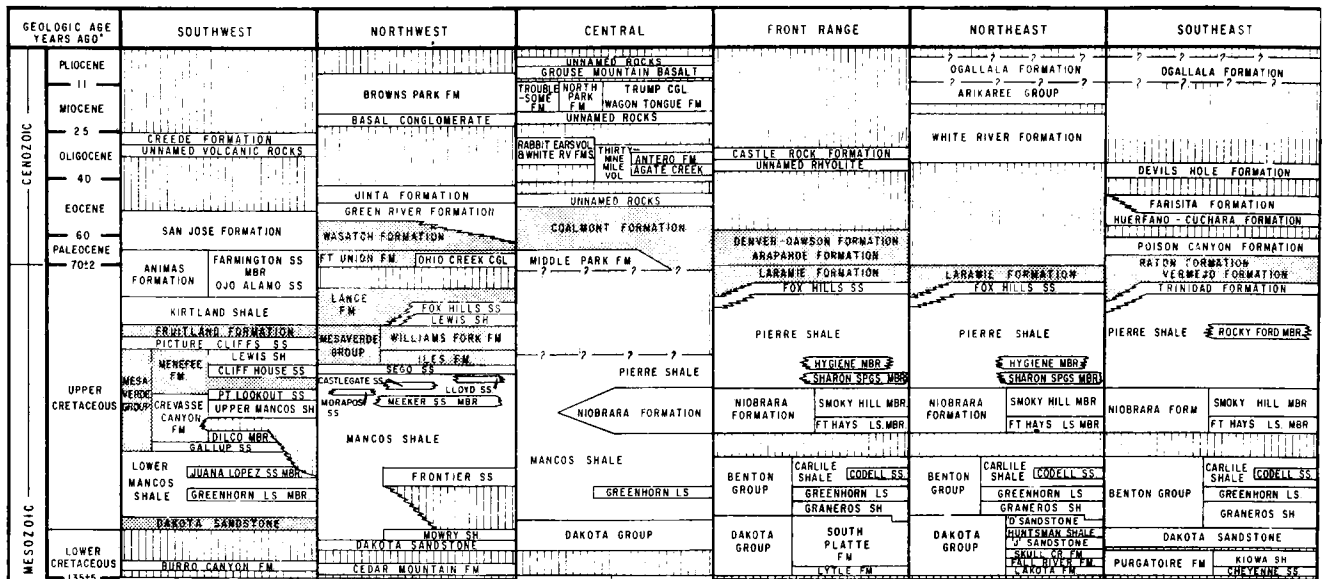 GEOLOGIC AGE
YEARS AGO*
SOUTHWEST
NORTHWEST
CENTRAL
FRONT RANGE
NORTHEAST
SOUTHEAST
CENOZOIC
PLIOCENE
11
MIOCENE
25
OLIGOCENE
40
EOCENE
60
PALEOCENE
70±2
MESOZOIC
UPPER
CRETACEOUS
LOWER
CRETACEOUS
135±5
CREEDE FORMATION
UNNAMED VOLCANIC ROCKS
SAN JOSE FORMATION
ANIMAS
FORMATION
FARMINGTON SS
MBR
OJO ALAMO SS
KIRTLAND SHALE
FRUITLAND FORMATION
PICTURE CLIFFS SS
MESA
VERDE
GROUP
MENEFEE
FM
LEWIS SH
CLIFF HOUSE SS
PT LOOKOUT SS
CREVASSE
CANYON
FM
UPPER MANCOS SH
DILCO MBR
GALLUP SS
LOWER
MANCOS
SHALE
JUANA LOPEZ SS MBR
GREENHORN LS MBR
DAKOTA SANDSTONE
BURRO CANYON FM
BROWNS PARK FM
BASAL CONGLOMERATE
JINTA FORMATION
GREEN RIVER FORMATION
WASATCH FORMATION
FT UNION FM
OHIO CREEK CGL
LANCE
FM
FOX HILLS SS
LEWIS SH
MESAVERDE
GROUP
WILLIAMS FORK FM
ILES FM
SEGO SS
CASTLEGATE SS
LLOYD SS
MORAPOS
SS
MEEKER SS MBR
MANCOS SHALE
FRONTIER SS
MOWRY SH
DAKOTA SANDSTONE
CEDAR MOUNTAIN FM
UNNAMED ROCKS
GROUSE MOUNTAIN BASALT
TROUBLE
-SOME
FM
NORTH
PARK
FM
TRUMP CGL
WAGON TONGUE FM
UNNAMED ROCKS
RABBIT EARS VOL
& WHITE RV FMS
THIRTY-
NINE
MILE
VOL
ANTERO FM
AGATE CREEK
UNNAMED ROCKS
COALMONT FORMATION
MIDDLE PARK FM
? ? ? ?
? ? ? ?
PIERRE SHALE
NIOBRARA FORMATION
MANCOS SHALE
GREENHORN LS
DAKOTA GROUP
CASTLE ROCK FORMATION
UNNAMED RHYOLITE
DENVER-DAWSON FORMATION
ARAPAHOE FORMATION
LARAMIE FORMATION
FOX HILLS SS
PIERRE SHALE
HYGIENE MBR
SHARON SPGS MBR
NIOBRARA
FORMATION
SMOKY HILL MBR
FT HAYS LS MBR
BENTON
GROUP
CARLILE
SHALE
CODELL SS
GREENHORN LS
GRANEROS SH
DAKOTA
GROUP
SOUTH
PLATTE
FM
LYTLE FM
? ? ? ? ?
OGALLALA FORMATION
? ? ? ? ?
ARIKAREE GROUP
WHITE RIVER FORMATION
LARAMIE FORMATION
FOX HILLS SS
PIERRE SHALE
HYGIENE MBR
SHARON SPGS MBR
NIOBRARA
FORMATION
SMOKY HILL MBR
FT HAYS LS MBR
BENTON
GROUP
CARLILE
SHALE
CODELL SS
GREENHORN LS
GRANEROS SH
DAKOTA
GROUP
'D' SANDSTONE
HUNTSMAN SHALE
'J' SANDSTONE
SKULL CR FM
FALL RIVER FM
LAKOTA FM
? ? ? ? ?
OGALLALA FORMATION
? ? ? ? ?
DEVILS HOLE FORMATION
FARISITA FORMATION
HUERFANO - CUCHARA FORMATION
POISON CANYON FORMATION
RATON FORMATION
VERMEJO FORMATION
TRINIDAD FORMATION
PIERRE SHALE
ROCKY FORD MBR
NIOBRARA FORM
SMOKY HILL MBR
FT HAYS LS MBR
BENTON GROUP
CARLILE
SHALE
CODELL SS
GREENHORN LS
GRANEROS SH
DAKOTA SANDSTONE
PURGATOIRE FM
KIOWA SH
CHEYENNE SS